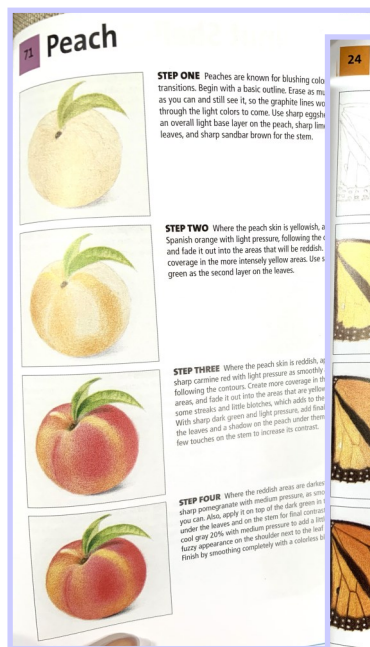 71 Peach
STEP ONE Peaches are known for blushing colo
transitions. Begin with a basic outline. Erase as mu
as you can and still see it, so the graphite lines wo
through the light colors to come. Use sharp eggsh
an overall light base layer on the peach, sharp lim
leaves, and sharp sandbar brown for the stem.
STEP TWO Where the peach skin is yellowish, a
Spanish orange with light pressure, following the c
and fade it out into the areas that will be reddish.
coverage in the more intensely yellow areas. Use s
green as the second layer on the leaves.
STEP THREE Where the peach skin is reddish, ap
sharp carmine red with light pressure as smoothly
following the contours. Create more coverage in th
areas, and fade it out into the areas that are yellow
some streaks and little blotches, which adds to the
With sharp dark green and light pressure, add final
the leaves and a shadow on the peach under them
few touches on the stem to increase its contrast.
STEP FOUR Where the reddish areas are darkes
sharp pomegranate with medium pressure, as smo
you can. Also, apply it on top of the dark green in t
under the leaves and on the stem for final contrast
cool gray 20% with medium pressure to add a littl
fuzzy appearance on the shoulder next to the leaf
Finish by smoothing completely with a colorless bl
24